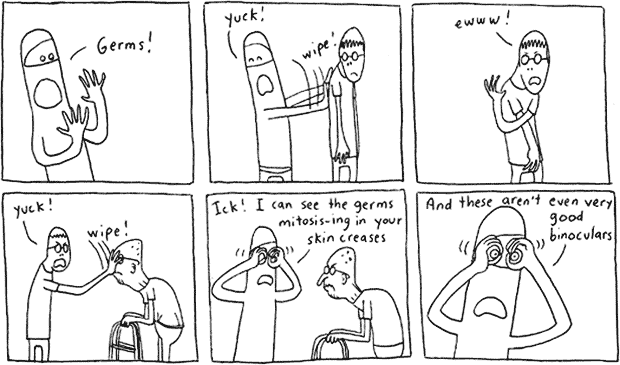 Germs!
yuck!
wipe!
ewww!
yuck!
wipe!
Ick! I can see the germs
mitosis-ing in your
skin creases
And these aren't even very
good
binoculars